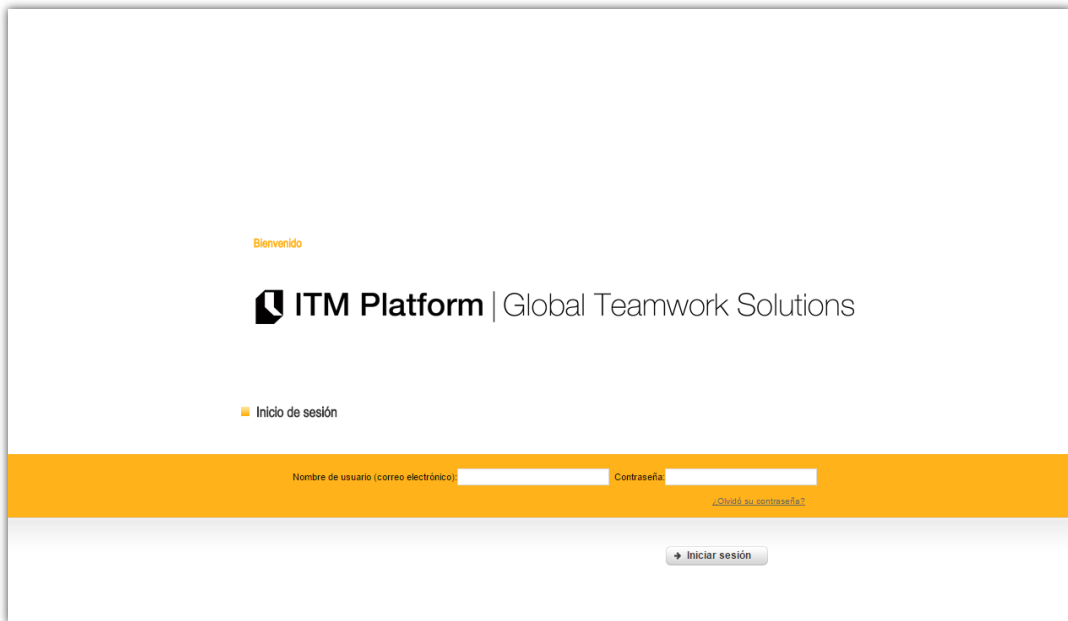 Bienvenido
ITM Platform | Global Teamwork Solutions
Inicio de sesión
Nombre de usuario (correo electrónico): Contraseña:
¿Olvidó su contraseña?
Iniciar sesión